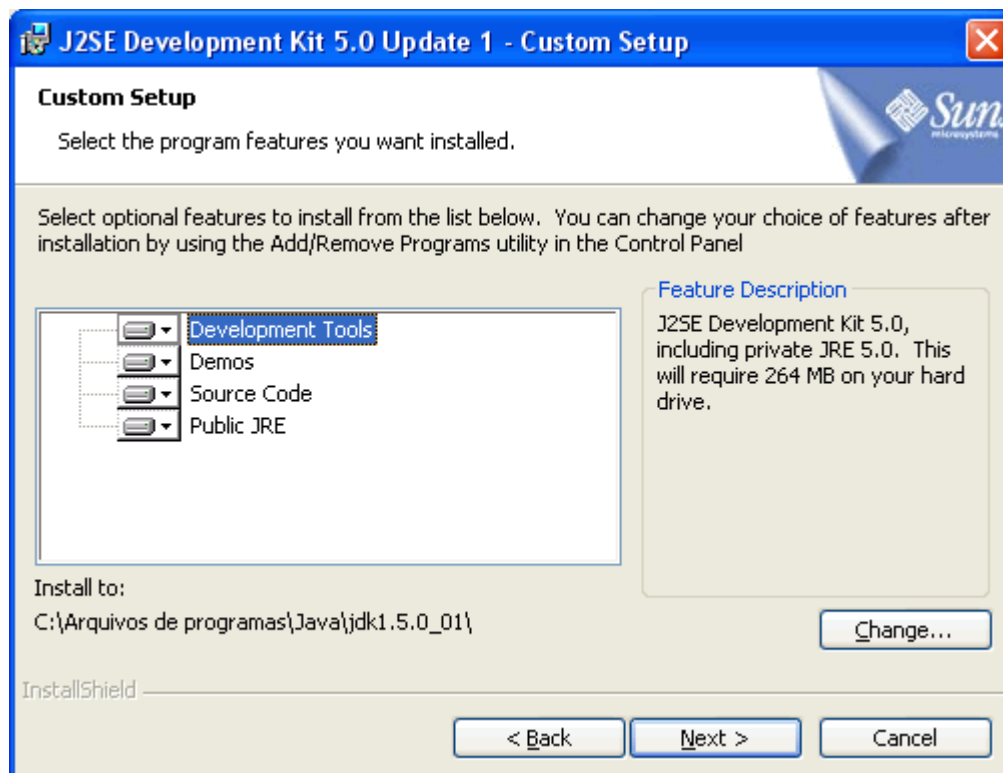 J2SE Development Kit 5.0 Update 1 - Custom Setup
Custom Setup
Select the program features you want installed.
Sun
microsystems
Select optional features to install from the list below.  You can change your choice of features after
installation by using the Add/Remove Programs utility in the Control Panel
Development Tools
Demos
Source Code
Public JRE
Feature Description
J2SE Development Kit 5.0,
including private JRE 5.0.  This
will require 264 MB on your hard
drive.
Install to:
C:\Arquivos de programas\Java\jdk1.5.0_01\
Change...
InstallShield
< Back
Next >
Cancel